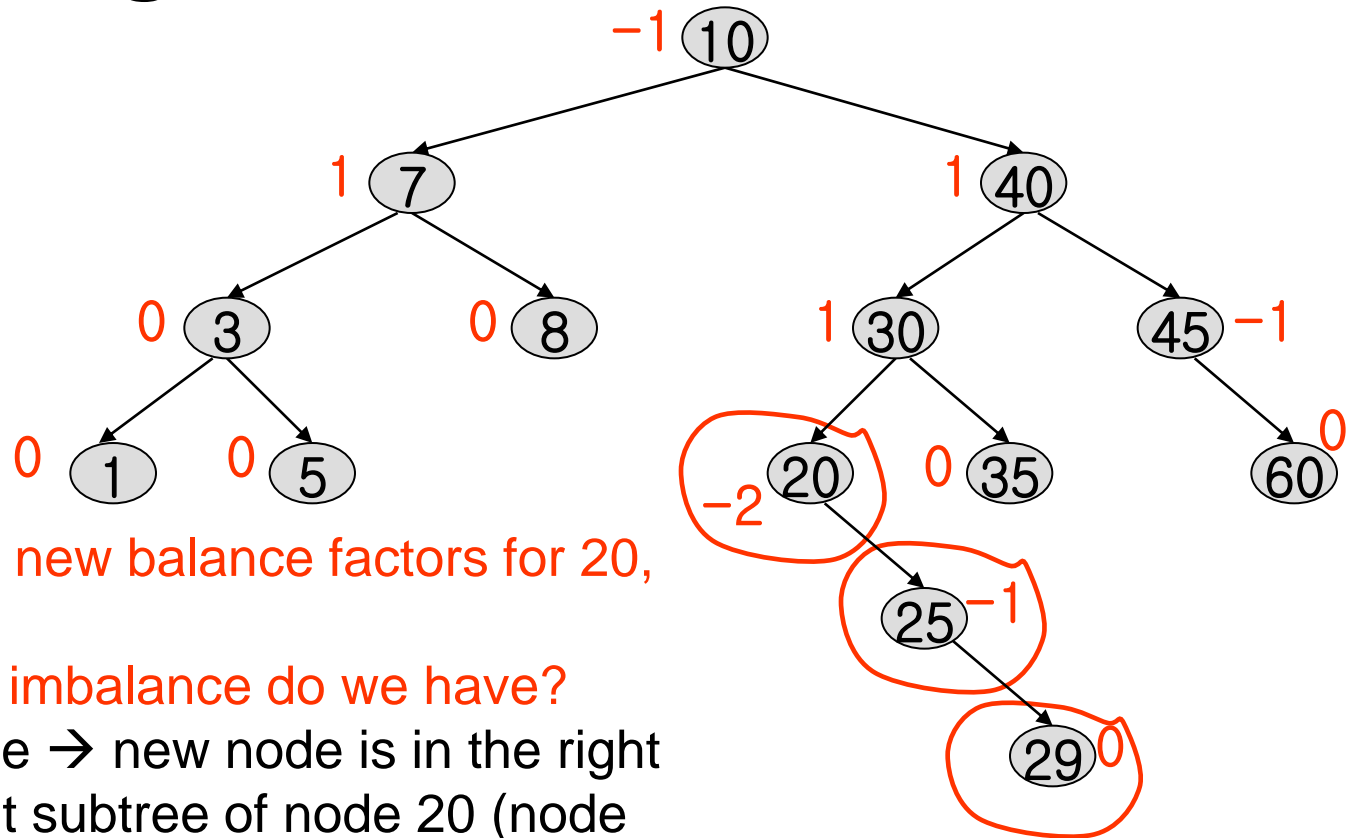 -1 10
1 7 1 40
0 3 0 8 1 30 45 -1
0 1 0 5 -2 20 0 35 60 0
new balance factors for 20,
25 -1
imbalance do we have?
e → new node is in the right
29 0
t subtree of node 20 (node